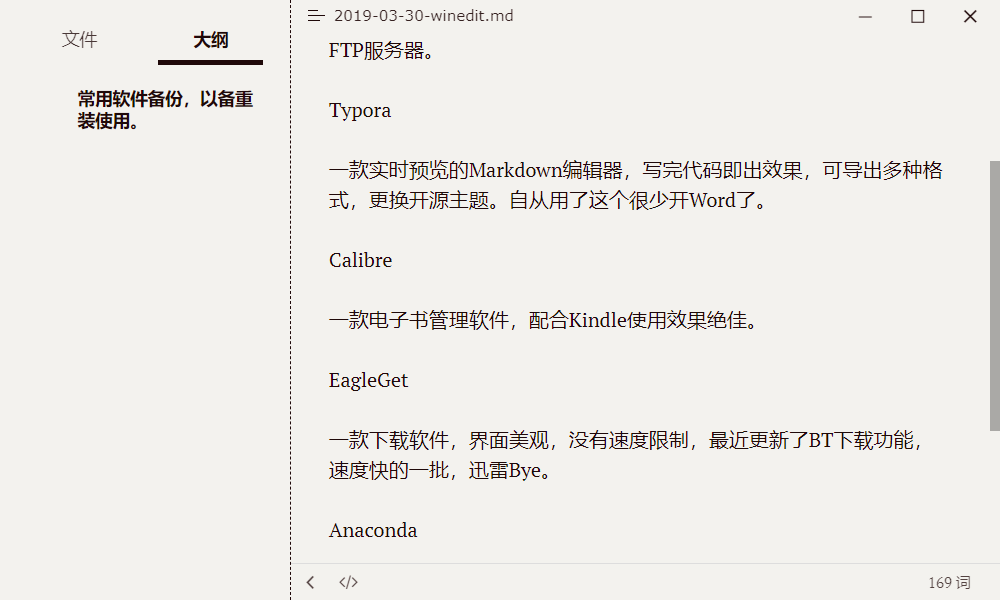 文件
大纲
常用软件备份，以备重
装使用。
2019-03-30-winedit.md
FTP服务器。
Typora
一款实时预览的Markdown编辑器，写完代码即出效果，可导出多种格
式，更换开源主题。自从用了这个很少开Word了。
Calibre
一款电子书管理软件，配合Kindle使用效果绝佳。
EagleGet
一款下载软件，界面美观，没有速度限制，最近更新了BT下载功能，
速度快的一批，迅雷Bye。
Anaconda
</>
169 词